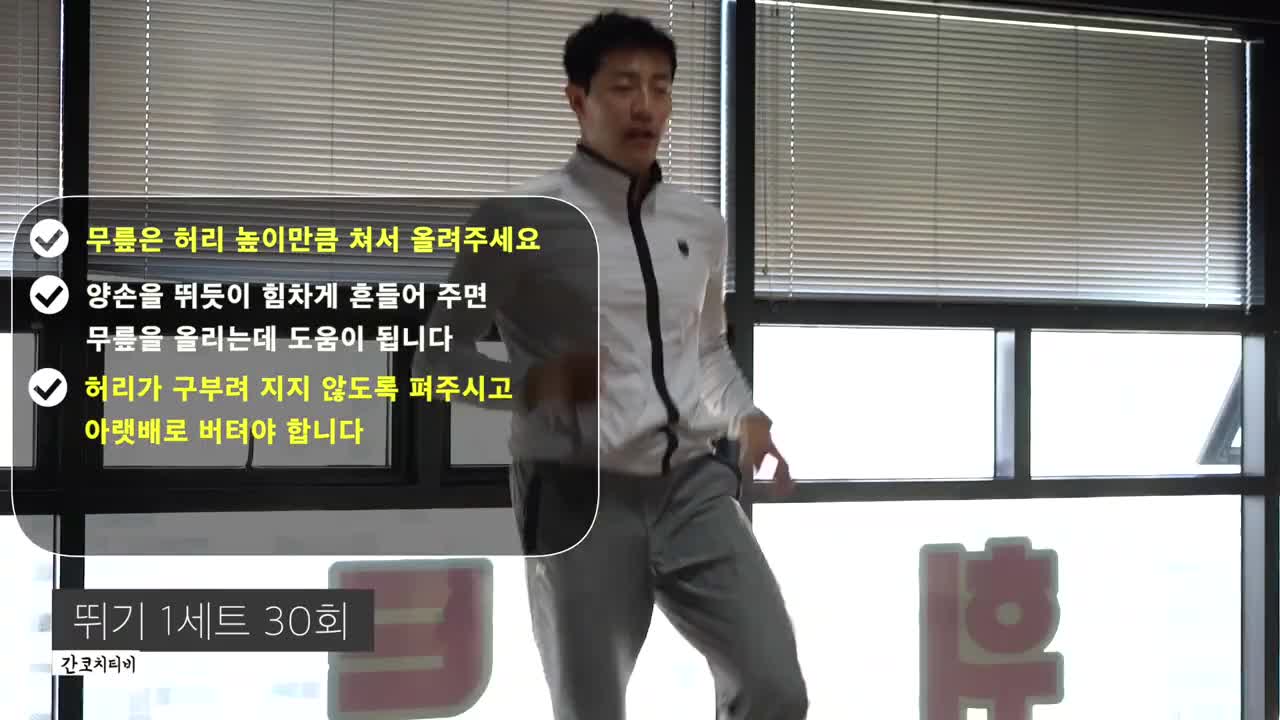 무릎은 허리 높이만큼 쳐서 올려주세요
양손을 뛰듯이 힘차게 흔들어 주면
무릎을 올리는데 도움이 됩니다
허리가 구부려 지지 않도록 펴주시고
아랫배로 버텨야 합니다
뛰기 1세트 30회
간코치티비